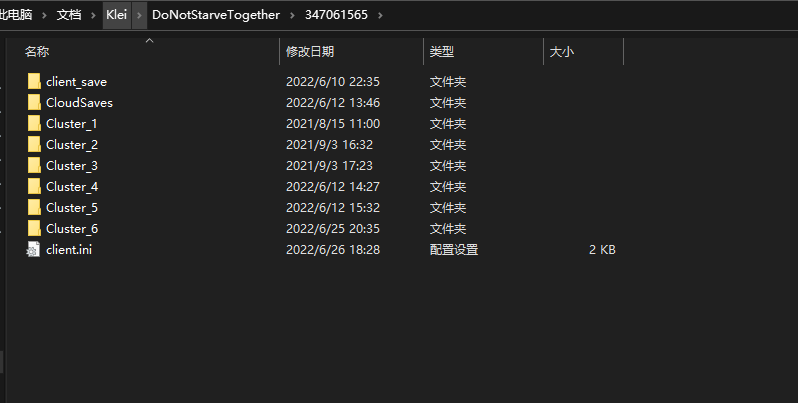 此电脑 > 文档 > Klei > DoNotStarveTogether > 347061565 >
名称 修改日期 类型 大小
client_save 2022/6/10 22:35 文件夹
CloudSaves 2022/6/12 13:46 文件夹
Cluster_1 2021/8/15 11:00 文件夹
Cluster_2 2021/9/3 16:32 文件夹
Cluster_3 2021/9/3 17:23 文件夹
Cluster_4 2022/6/12 14:27 文件夹
Cluster_5 2022/6/12 15:32 文件夹
Cluster_6 2022/6/25 20:35 文件夹
client.ini 2022/6/26 18:28 配置设置 2 KB